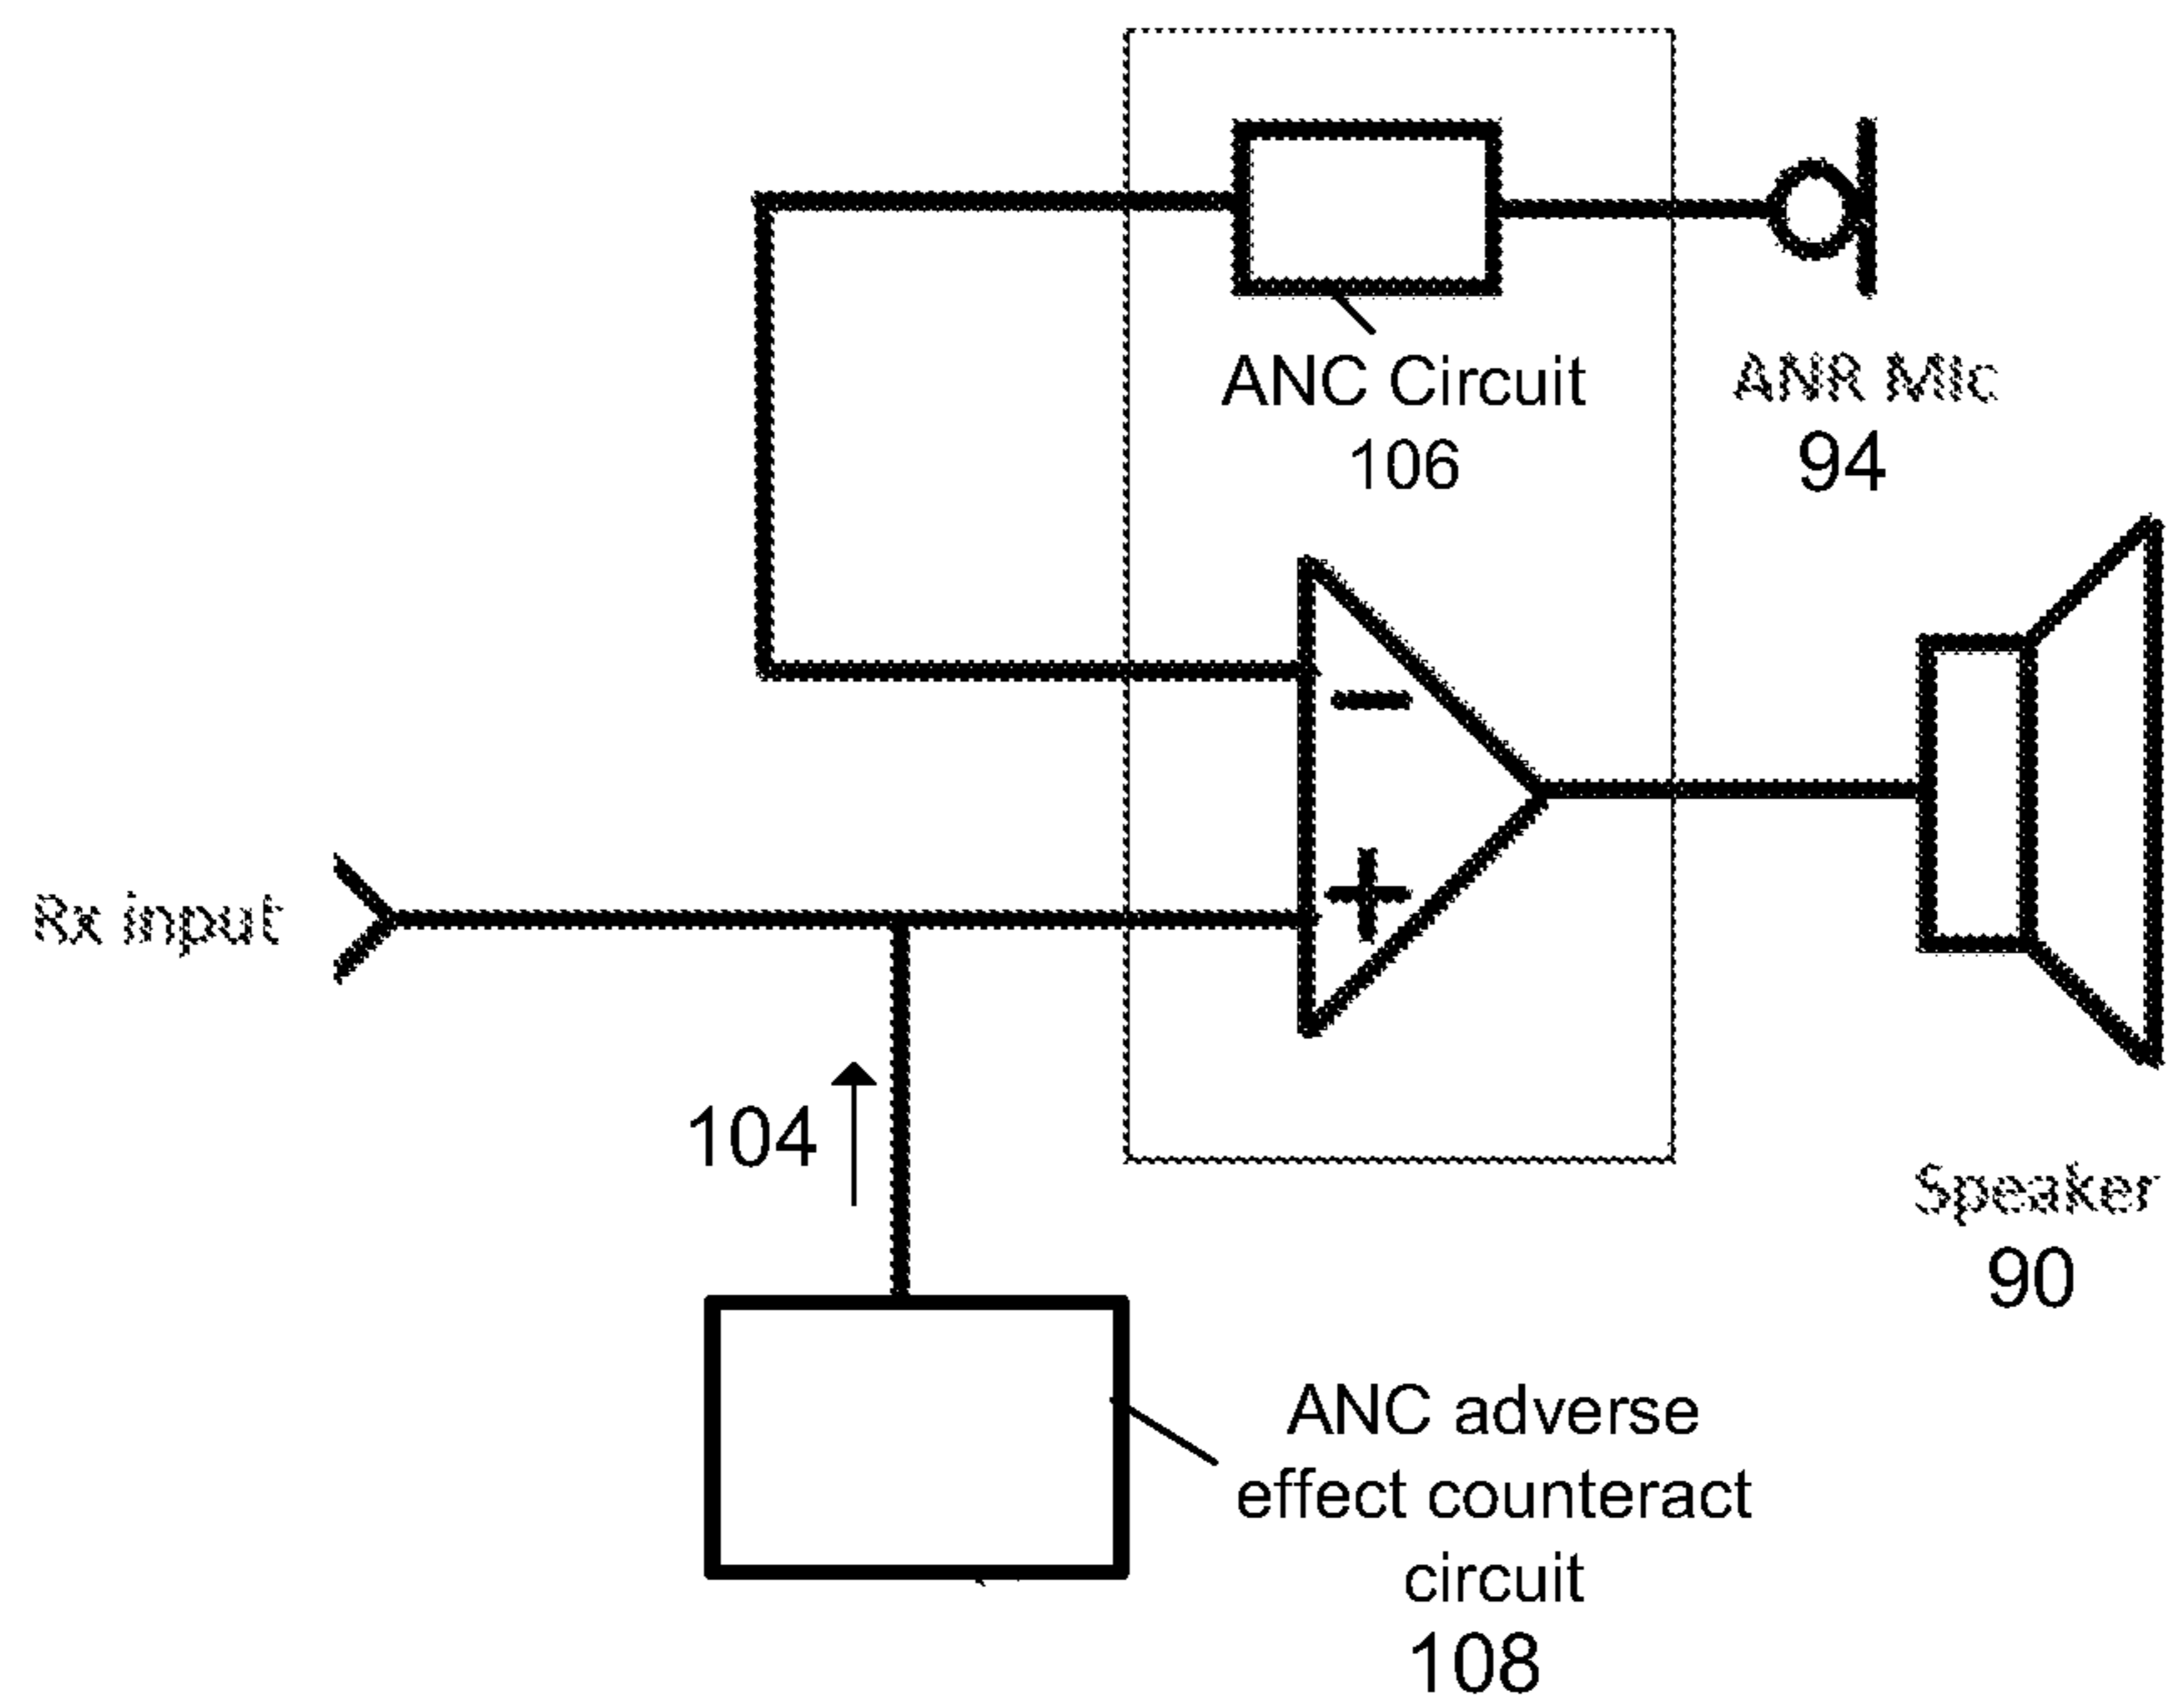 ANC Circuit
106
ANR Mic
94
−
+
Rx input
104
Speaker
90
ANC adverse
effect counteract
circuit
108